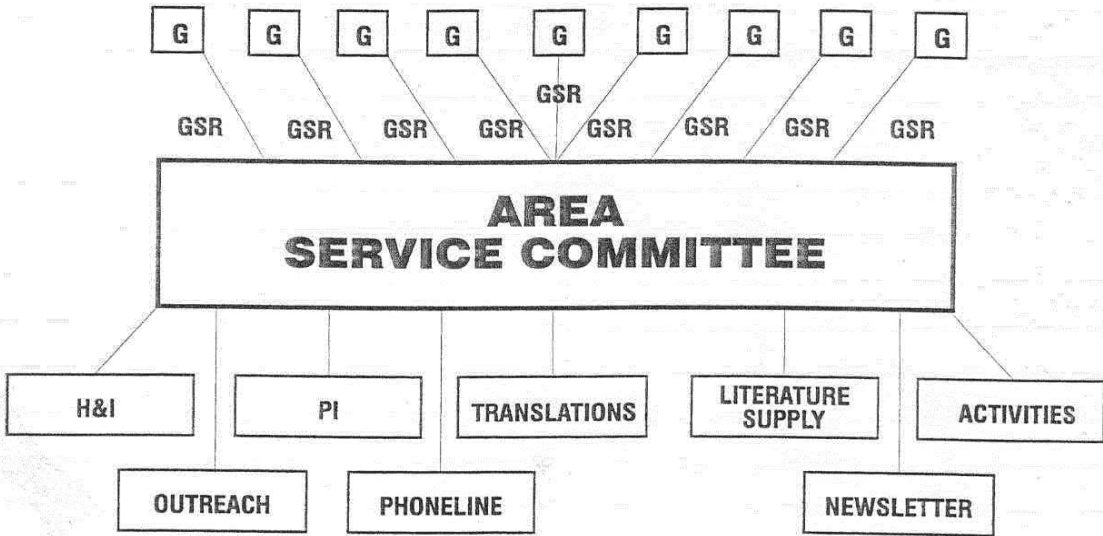 G G G G G G G G G
GSR
GSR GSR GSR GSR GSR GSR GSR GSR
AREA
SERVICE COMMITTEE
H&I PI TRANSLATIONS LITERATURE SUPPLY ACTIVITIES
OUTREACH PHONELINE NEWSLETTER